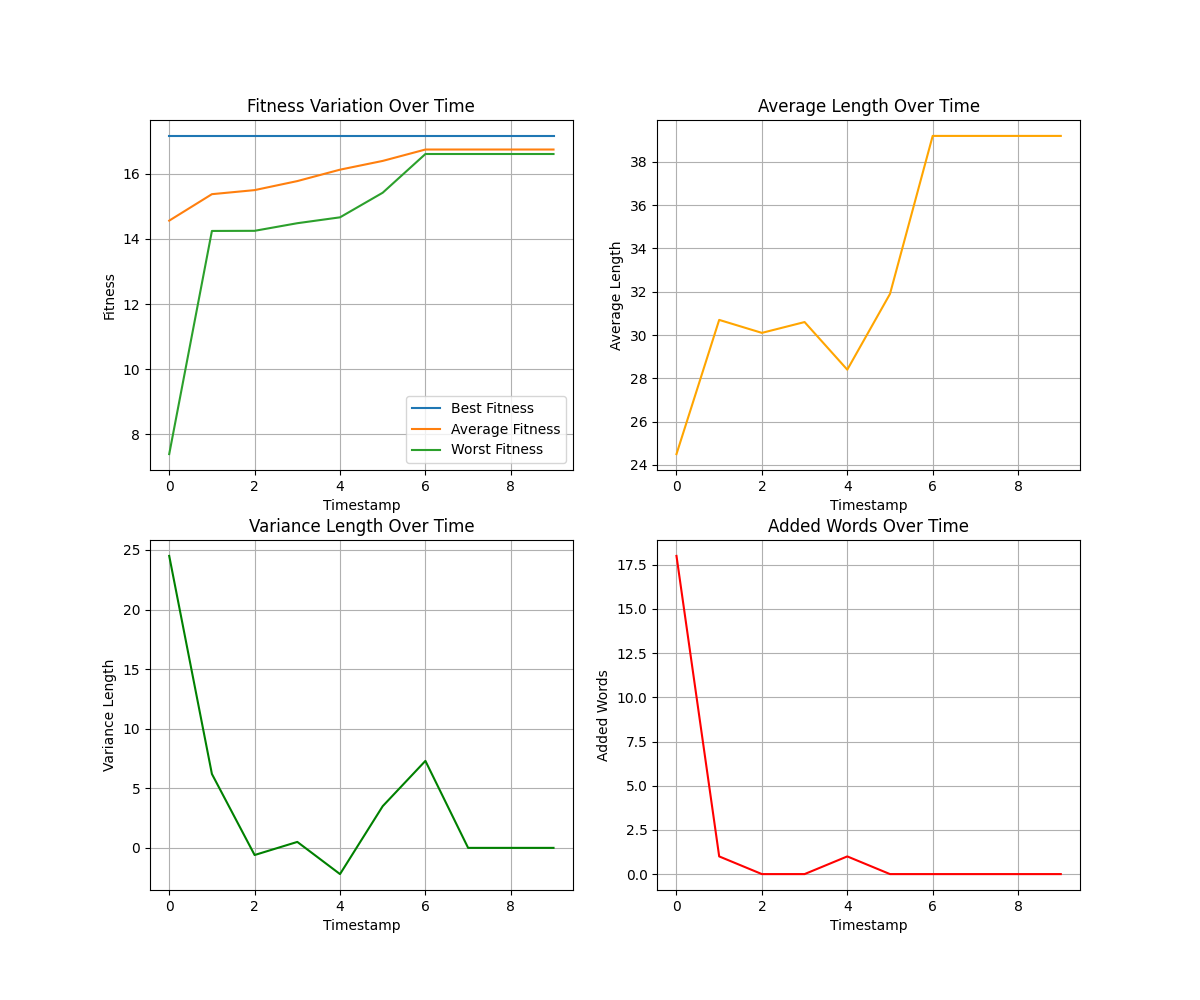 Fitness Variation Over Time
16
14
12
10
8
Fitness
Best Fitness
Average Fitness
Worst Fitness
0 2 4 6 8
Timestamp
Average Length Over Time
38
36
34
32
30
28
26
24
Average Length
0 2 4 6 8
Timestamp
Variance Length Over Time
25
20
15
10
5
0
Variance Length
0 2 4 6 8
Timestamp
Added Words Over Time
17.5
15.0
12.5
10.0
7.5
5.0
2.5
0.0
Added Words
0 2 4 6 8
Timestamp